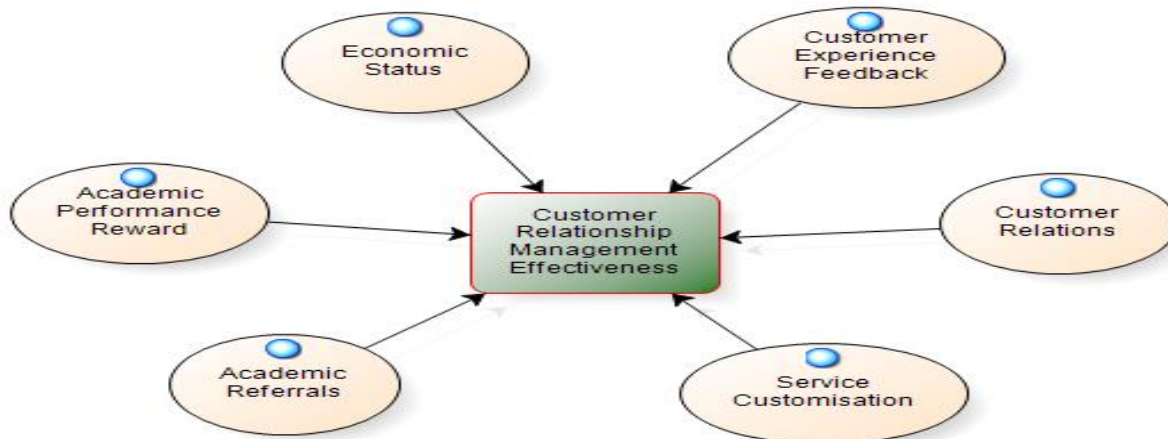 Economic
Status
Customer
Experience
Feedback
Academic
Performance
Reward
Customer
Relationship
Management
Effectiveness
Customer
Relations
Academic
Referrals
Service
Customisation